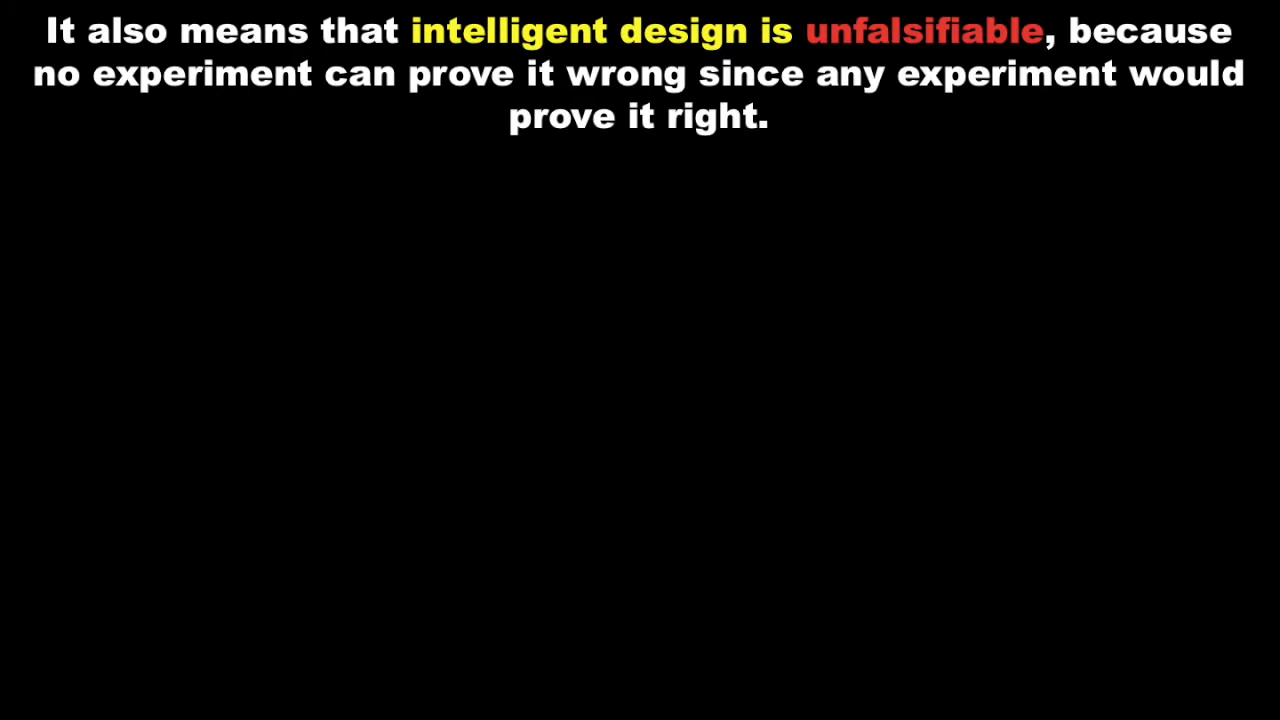 It also means that intelligent design is unfalsifiable, because
no experiment can prove it wrong since any experiment would
prove it right.